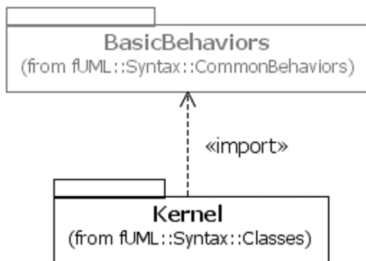 BasicBehaviors
(from fUML::Syntax::CommonBehaviors)
«import»
Kernel
(from fUML::Syntax::Classes)